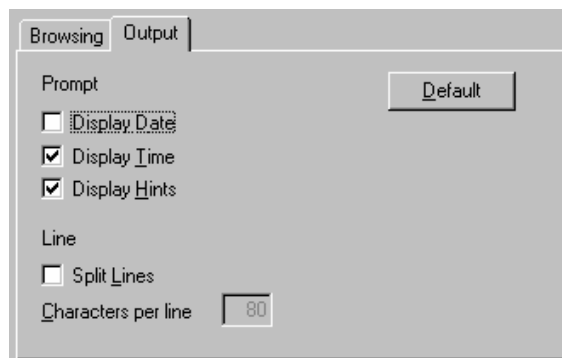 Browsing Output
Prompt Default
Display Date
Display Time
Display Hints
Line
Split Lines
Characters per line 80